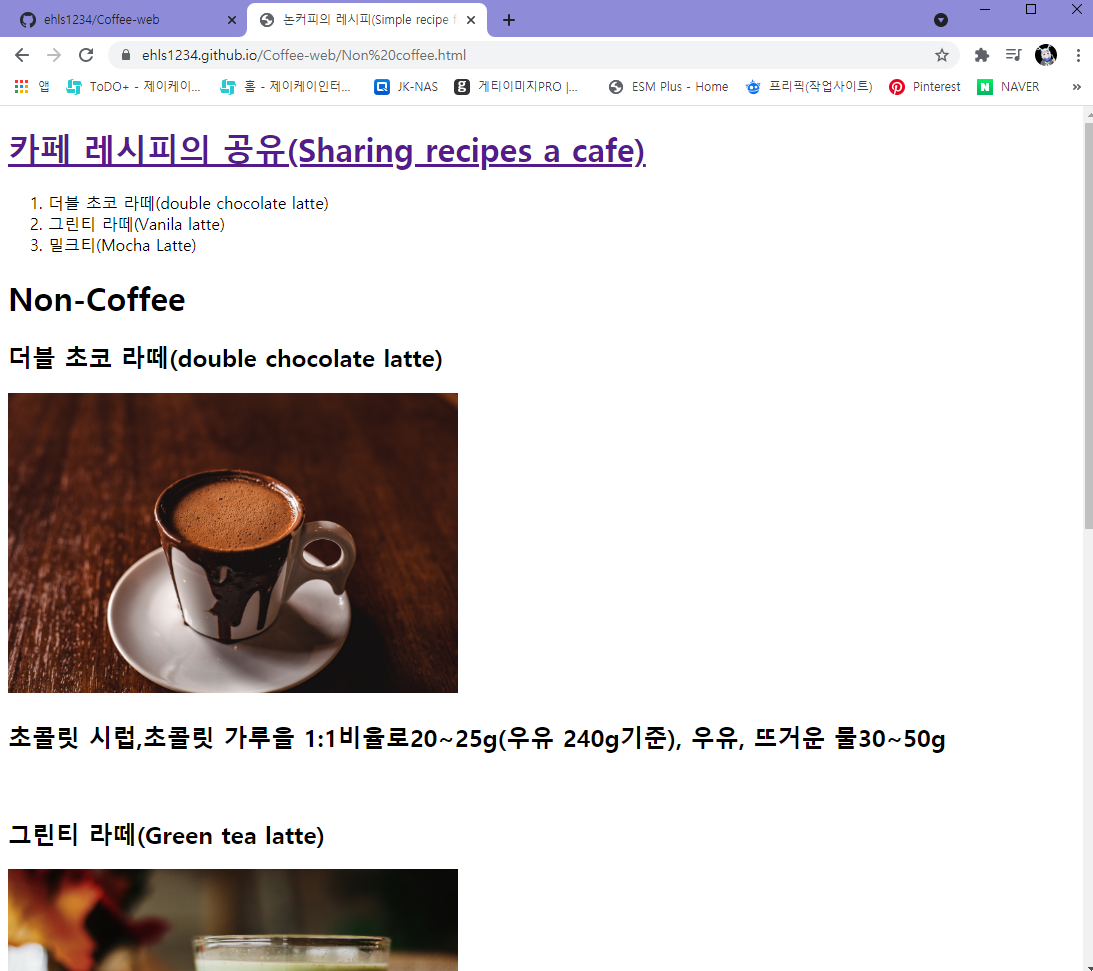 ehls1234/Coffee-web
논커피의 레시피(Simple recipe f
ehls1234.github.io/Coffee-web/Non%20coffee.html
앱 ToDO+ - 제이케이... 홈 - 제이케이인터... JK-NAS 게티이미지PRO |... ESM Plus - Home 프리픽(작업사이트) Pinterest NAVER »
카페 레시피의 공유(Sharing recipes a cafe)
1. 더블 초코 라떼(double chocolate latte)
2. 그린티 라떼(Vanila latte)
3. 밀크티(Mocha Latte)
Non-Coffee
더블 초코 라떼(double chocolate latte)
초콜릿 시럽,초콜릿 가루을 1:1비율로20~25g(우유 240g기준), 우유, 뜨거운 물30~50g
그린티 라떼(Green tea latte)